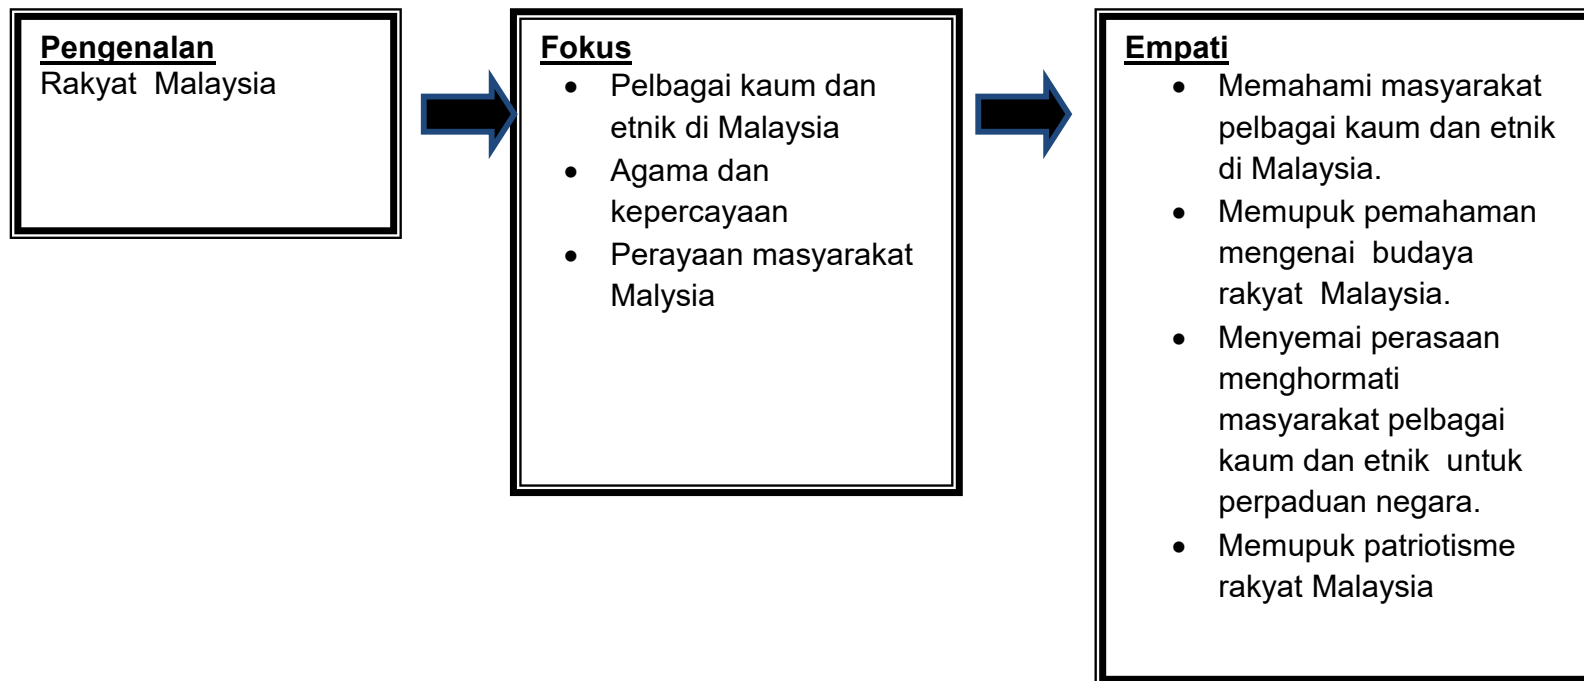 Pengenalan
Rakyat  Malaysia
Fokus
• Pelbagai kaum dan
etnik di Malaysia
• Agama dan
kepercayaan
• Perayaan masyarakat
Malysia
Empati
• Memahami masyarakat
pelbagai kaum dan etnik
di Malaysia.
• Memupuk pemahaman
mengenai  budaya
rakyat  Malaysia.
• Menyemai perasaan
menghormati
masyarakat pelbagai
kaum dan etnik  untuk
perpaduan negara.
• Memupuk patriotisme
rakyat Malaysia